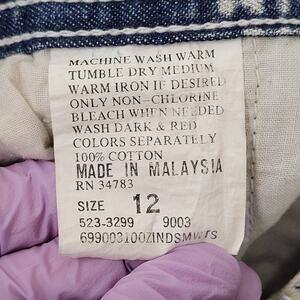 MACHINE WASH WARM
TUMBLE DRY MEDIUM
WARM IRON IF DESIRED
ONLY NON-CHLORINE
BLEACH WHEN NEEDED
WASH DARK & RED
COLORS SEPARATELY
100% COTTON
MADE IN MALAYSIA
RN 34783
SIZE 12
523-3299 9003
699003100ZINDSMWTS